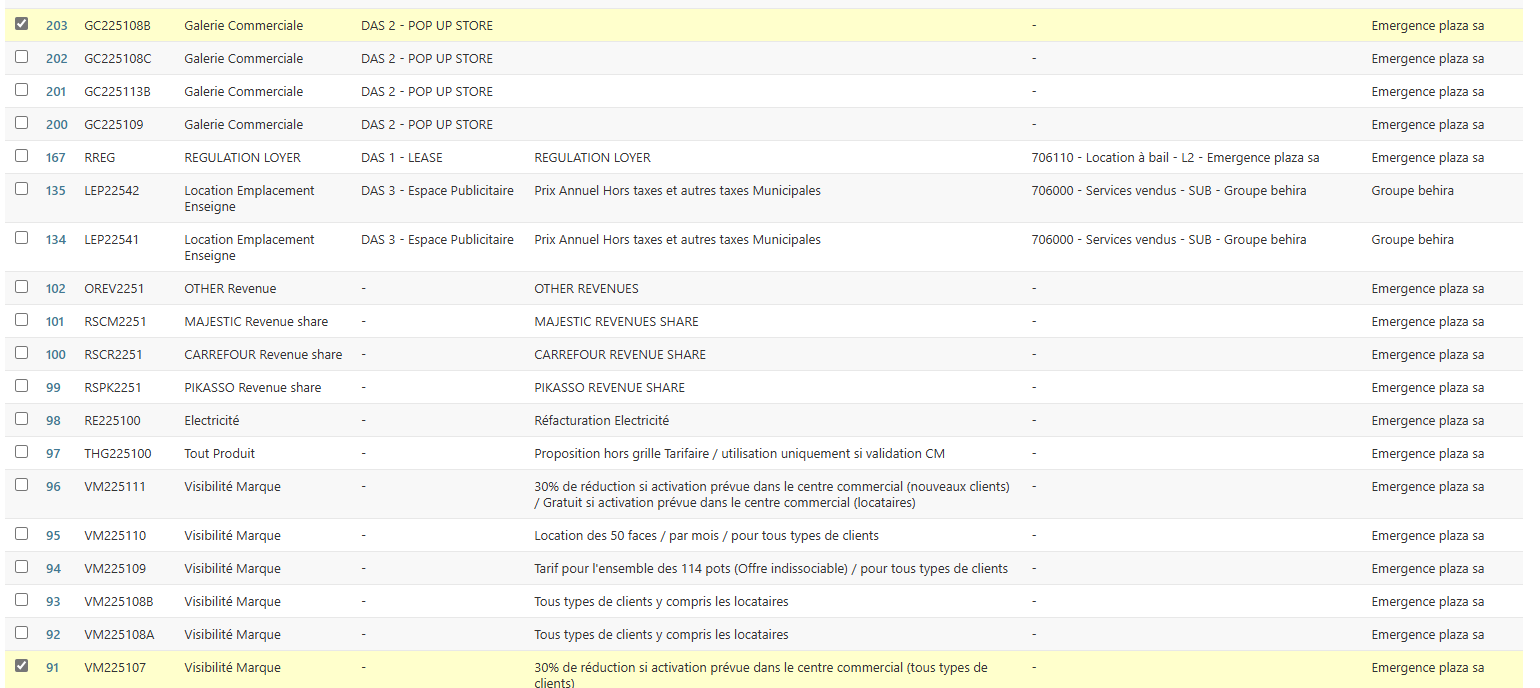 203 GC225108B Galerie Commerciale DAS 2 - POP UP STORE - Emergence plaza sa
202 GC225108C Galerie Commerciale DAS 2 - POP UP STORE - Emergence plaza sa
201 GC225113B Galerie Commerciale DAS 2 - POP UP STORE - Emergence plaza sa
200 GC225109 Galerie Commerciale DAS 2 - POP UP STORE - Emergence plaza sa
167 RREG REGULATION LOYER DAS 1 - LEASE REGULATION LOYER 706110 - Location à bail - L2 - Emergence plaza sa Emergence plaza sa
135 LEP22542 Location Emplacement DAS 3 - Espace Publicitaire Prix Annuel Hors taxes et autres taxes Municipales 706000 - Services vendus - SUB - Groupe behira Groupe behira
Enseigne
134 LEP22541 Location Emplacement DAS 3 - Espace Publicitaire Prix Annuel Hors taxes et autres taxes Municipales 706000 - Services vendus - SUB - Groupe behira Groupe behira
Enseigne
102 OREV2251 OTHER Revenue - OTHER REVENUES - Emergence plaza sa
101 RSCM2251 MAJESTIC Revenue share - MAJESTIC REVENUES SHARE - Emergence plaza sa
100 RSCR2251 CARREFOUR Revenue share - CARREFOUR REVENUE SHARE - Emergence plaza sa
99 RSPK2251 PIKASSO Revenue share - PIKASSO REVENUE SHARE - Emergence plaza sa
98 RE225100 Electricité - Réfacturation Electricité - Emergence plaza sa
97 THG225100 Tout Produit - Proposition hors grille Tarifaire / utilisation uniquement si validation CM - Emergence plaza sa
96 VM225111 Visibilité Marque - 30% de réduction si activation prévue dans le centre commercial (nouveaux clients) - Emergence plaza sa
/ Gratuit si activation prévue dans le centre commercial (locataires)
95 VM225110 Visibilité Marque - Location des 50 faces / par mois / pour tous types de clients - Emergence plaza sa
94 VM225109 Visibilité Marque - Tarif pour l'ensemble des 114 pots (Offre indissociable) / pour tous types de clients - Emergence plaza sa
93 VM225108B Visibilité Marque - Tous types de clients y compris les locataires - Emergence plaza sa
92 VM225108A Visibilité Marque - Tous types de clients y compris les locataires - Emergence plaza sa
91 VM225107 Visibilité Marque - 30% de réduction si activation prévue dans le centre commercial (tous types de - Emergence plaza sa
clients)